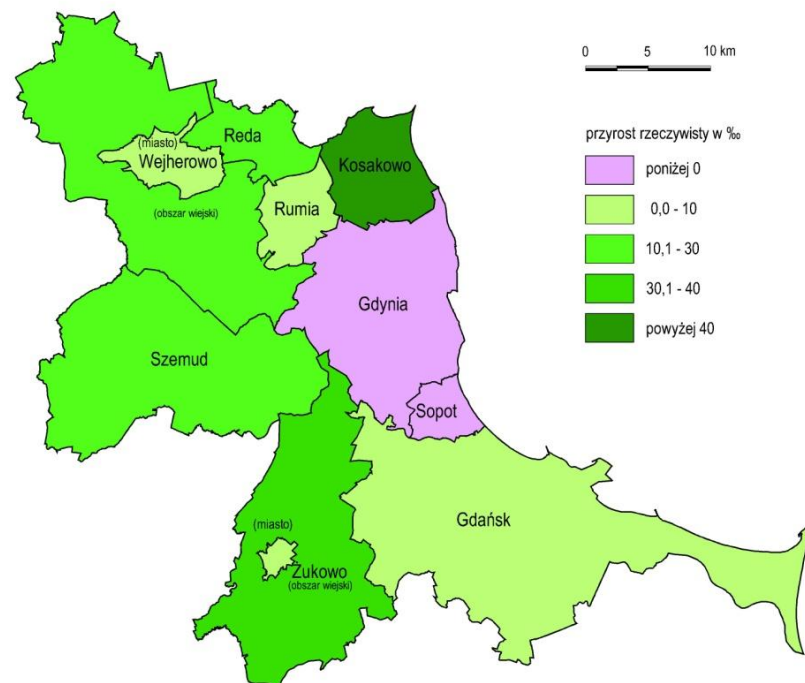 0 5 10 km
przyrost rzeczywisty w ‰
poniżej 0
0,0 - 10
10,1 - 30
30,1 - 40
powyżej 40
Reda
(miasto)
Wejherowo
Kosakowo
(obszar wiejski)
Rumia
Gdynia
Szemud
Sopot
Gdańsk
(miasto)
Żukowo
(obszar wiejski)